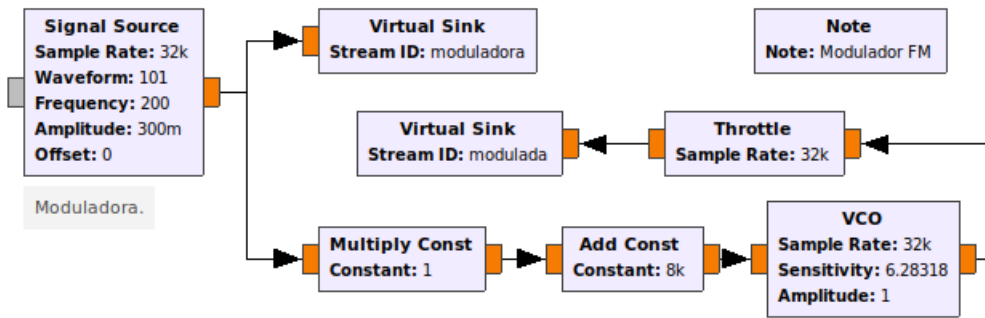 Signal Source
Sample Rate: 32k
Waveform: 101
Frequency: 200
Amplitude: 300m
Offset: 0
Moduladora.
Virtual Sink
Stream ID: moduladora
Note
Note: Modulador FM
Virtual Sink
Stream ID: modulada
Throttle
Sample Rate: 32k
Multiply Const
Constant: 1
Add Const
Constant: 8k
VCO
Sample Rate: 32k
Sensitivity: 6.28318
Amplitude: 1